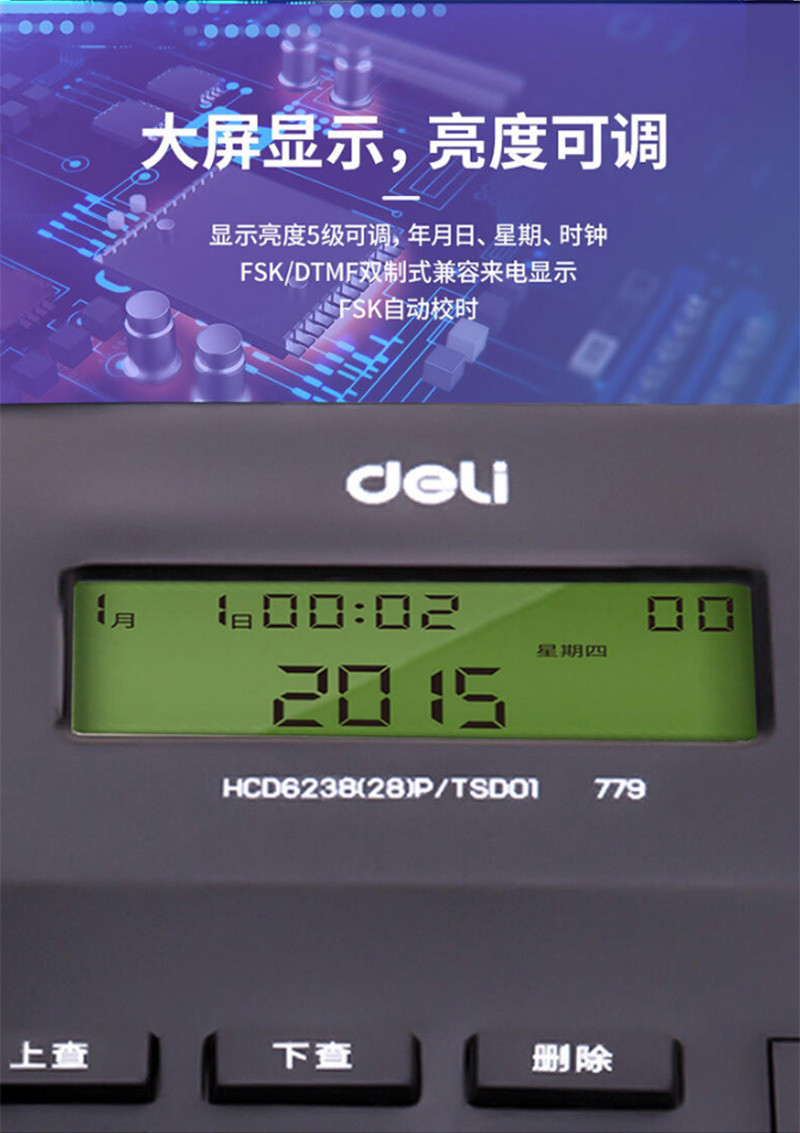 大屏显示，亮度可调
显示亮度5级可调，年月日、星期、时钟
FSK/DTMF双制式兼容来电显示
FSK自动校时
deli
1月 1日 00:02 00
星期四
2015
HCD6238(28)P/TSD01 779
上查 下查 删除